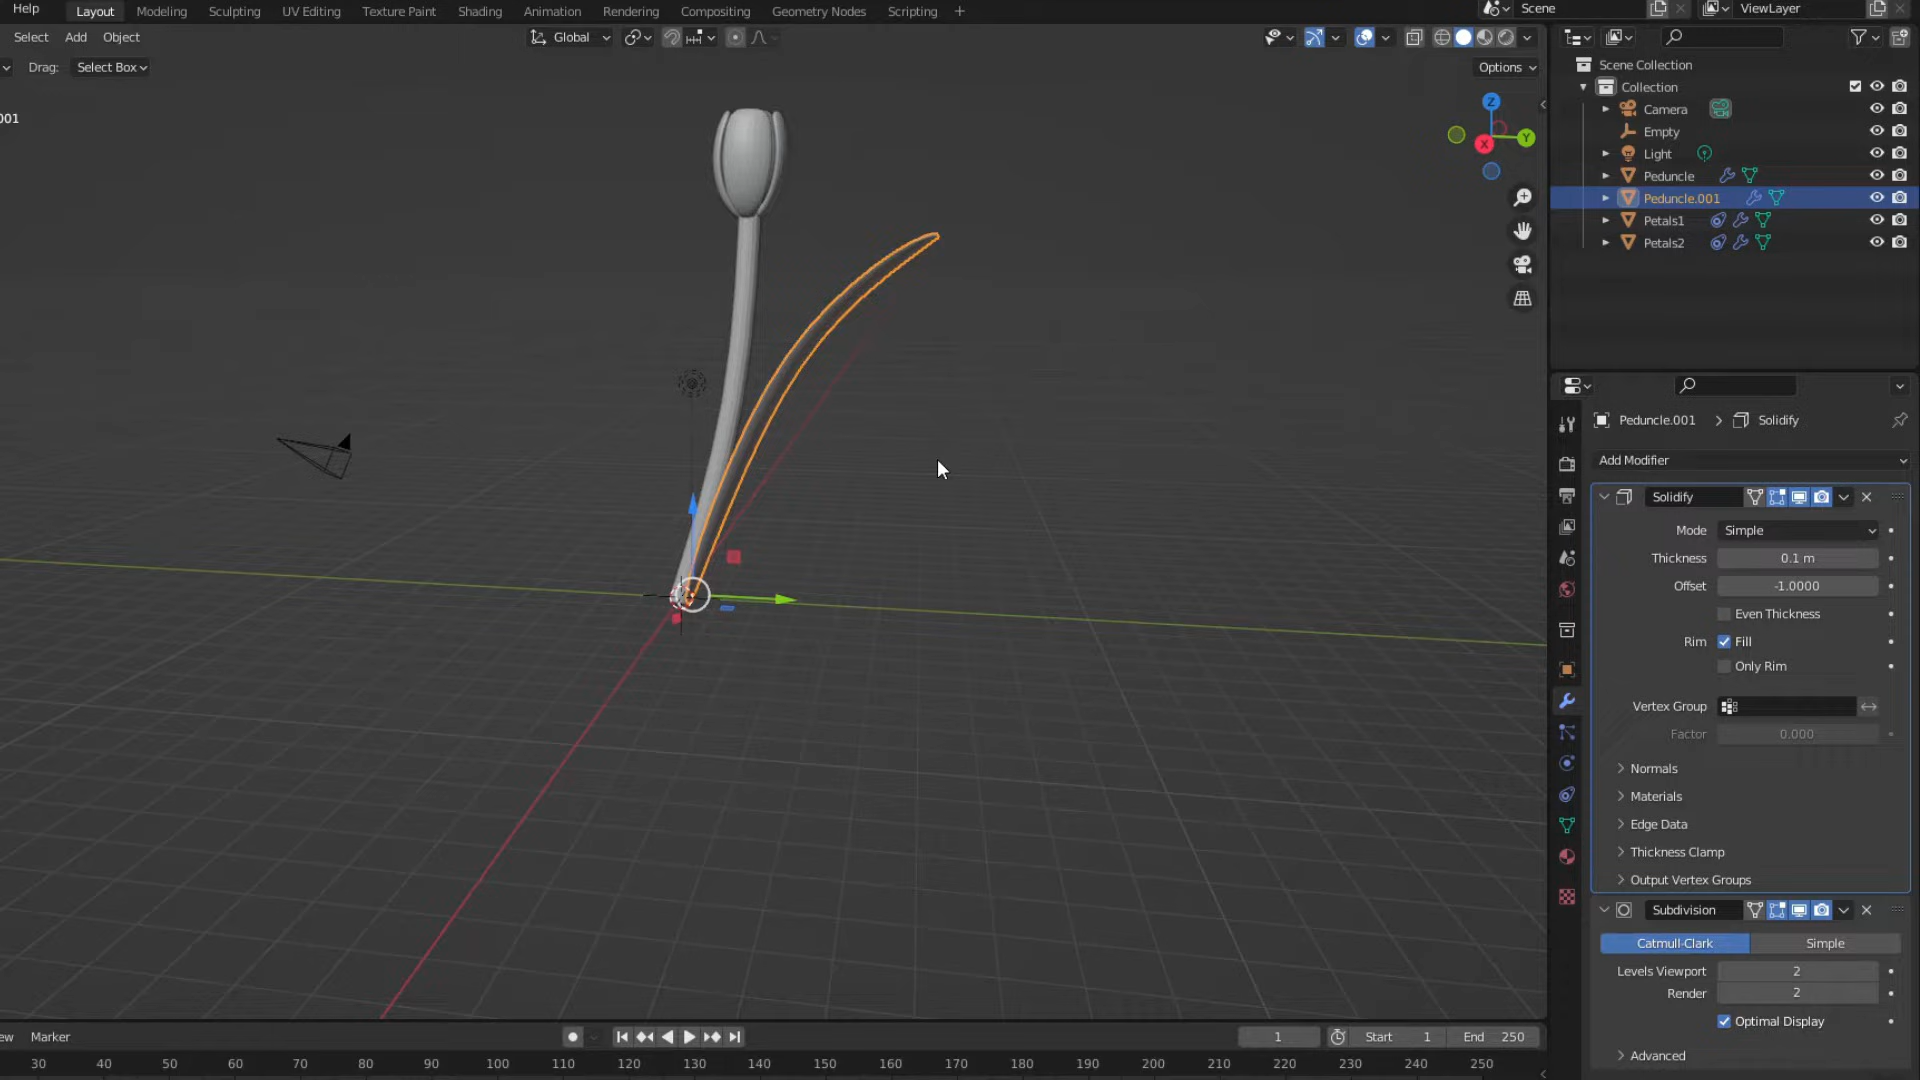 Help Layout Modeling Sculpting UV Editing Texture Paint Shading Animation Rendering Compositing Geometry Nodes Scripting + Scene ViewLayer
Select Add Object Global
Drag: Select Box Options
001
Z
Y
X
Scene Collection
Collection
Camera
Empty
Light
Peduncle
Peduncle.001
Petals1
Petals2
Peduncle.001 > Solidify
Add Modifier
Solidify
Mode Simple
Thickness 0.1 m
Offset -1.0000
Even Thickness
Rim Fill
Only Rim
Vertex Group
Factor 0.000
Normals
Materials
Edge Data
Thickness Clamp
Output Vertex Groups
Subdivision
Catmull-Clark Simple
Levels Viewport 2
Render 2
Optimal Display
Advanced
ew Marker 1 Start 1 End 250
30 40 50 60 70 80 90 100 110 120 130 140 150 160 170 180 190 200 210 220 230 240 250